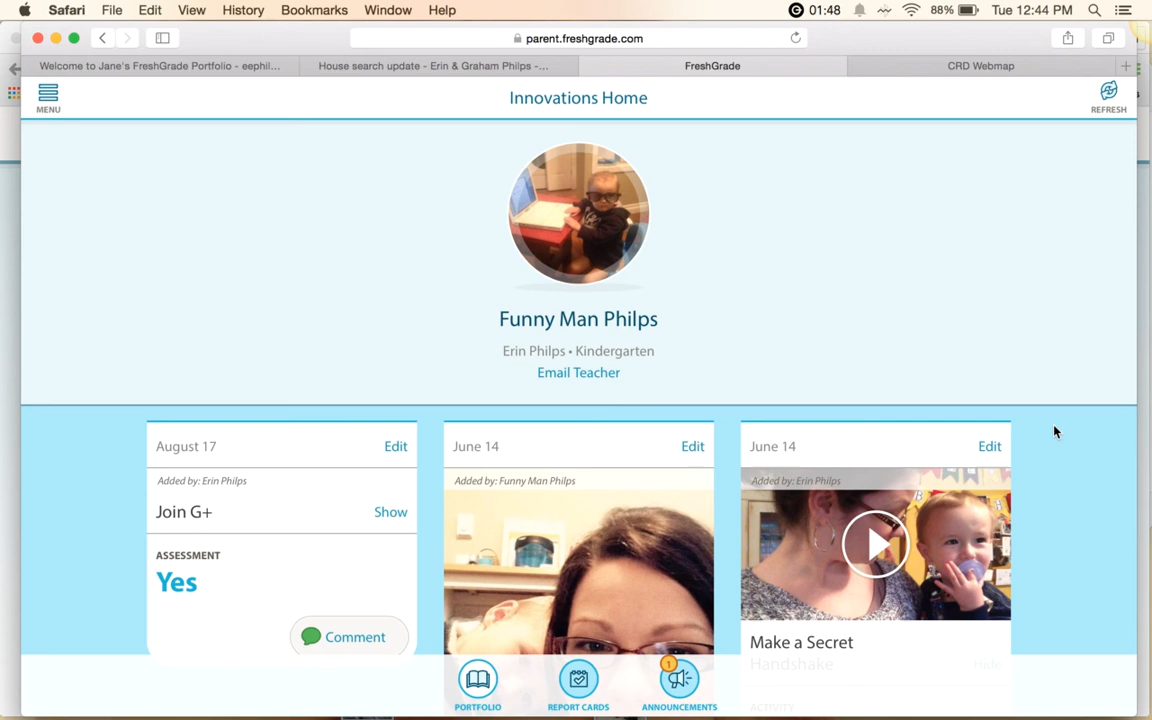 Safari File Edit View History Bookmarks Window Help 01:48 88% Tue 12:44 PM
parent.freshgrade.com
Welcome to Jane's FreshGrade Portfolio - eephil... House search update - Erin & Graham Philps -... FreshGrade CRD Webmap
MENU
Innovations Home
REFRESH
Funny Man Philps
Erin Philps • Kindergarten
Email Teacher
August 17 Edit
Added by: Erin Philps
Join G+ Show
ASSESSMENT
Yes
Comment
June 14 Edit
Added by: Funny Man Philps
June 14 Edit
Added by: Erin Philps
Make a Secret
Handshake Hide
ACTIVITY
PORTFOLIO
REPORT CARDS
1
ANNOUNCEMENTS